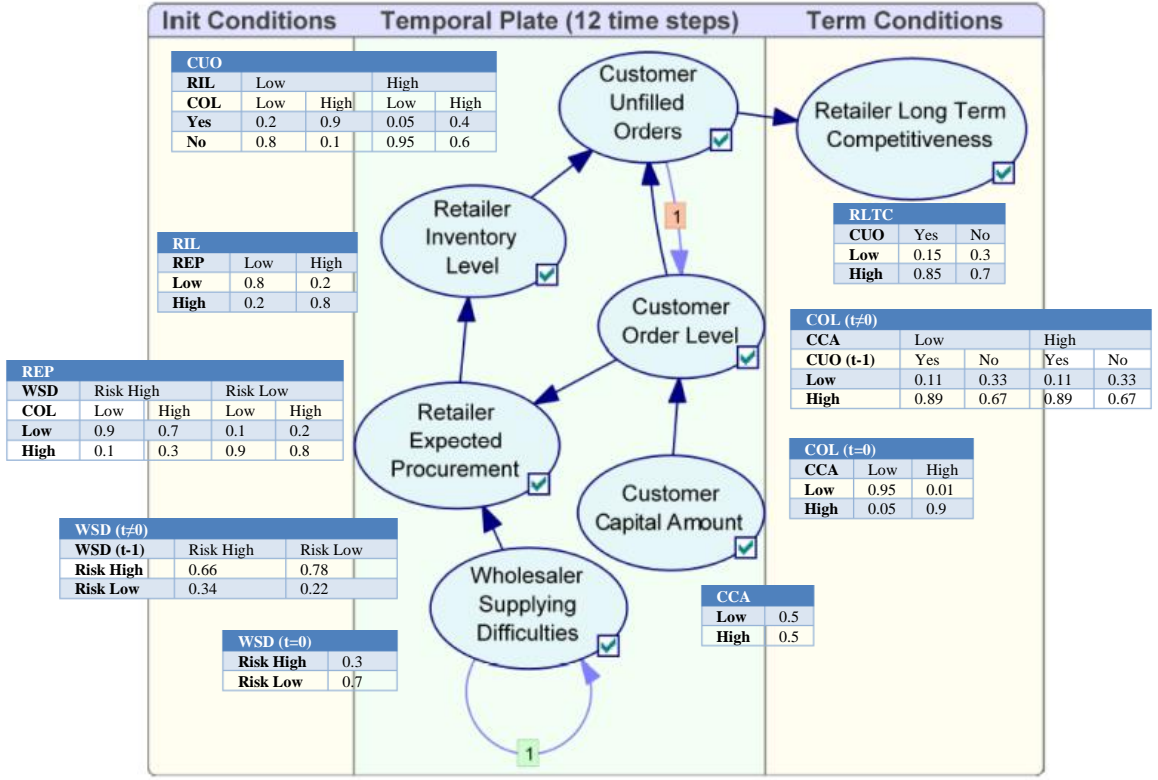 Init Conditions Temporal Plate (12 time steps) Term Conditions
CUO
RIL Low High
COL Low High Low High
Yes 0.2 0.9 0.05 0.4
No 0.8 0.1 0.95 0.6
Customer
Unfilled
Orders
Retailer Long Term
Competitiveness
RLTC
CUO Yes No
Low 0.15 0.3
High 0.85 0.7
1
Retailer
Inventory
Level
RIL
REP Low High
Low 0.8 0.2
High 0.2 0.8
Customer
Order Level
COL (t≠0)
CCA Low High
CUO (t-1) Yes No Yes No
Low 0.11 0.33 0.11 0.33
High 0.89 0.67 0.89 0.67
REP
WSD Risk High Risk Low
COL Low High Low High
Low 0.9 0.7 0.1 0.2
High 0.1 0.3 0.9 0.8
Retailer
Expected
Procurement
COL (t=0)
CCA Low High
Low 0.95 0.01
High 0.05 0.9
Customer
Capital Amount
WSD (t≠0)
WSD (t-1) Risk High Risk Low
Risk High 0.66 0.78
Risk Low 0.34 0.22
Wholesaler
Supplying
Difficulties
CCA
Low 0.5
High 0.5
WSD (t=0)
Risk High 0.3
Risk Low 0.7
1